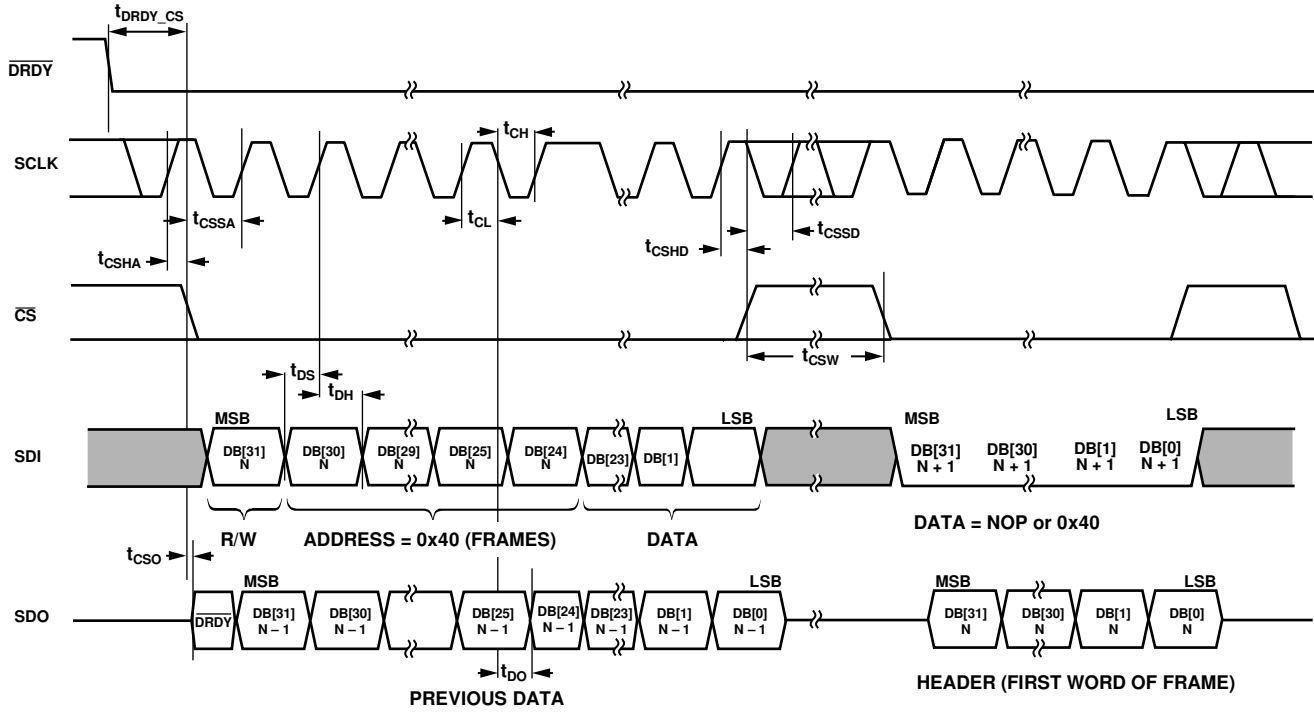 tDRDY_CS
DRDY
SCLK
tCH
tCSSA
tCL
tCSHA
tCSHD
tCSSD
CS
tCSW
tDS
tDH
MSB
LSB
MSB
LSB
SDI
DB[31] N
DB[30] N
DB[29] N
DB[25] N
DB[24] N
DB[23]
DB[1]
DB[31] N + 1
DB[30] N + 1
DB[1] N + 1
DB[0] N + 1
R/W
ADDRESS = 0x40 (FRAMES)
DATA
DATA = NOP or 0x40
tCSO
MSB
LSB
MSB
LSB
SDO
DRDY
DB[31] N – 1
DB[30] N – 1
DB[25] N – 1
DB[24] N – 1
DB[23] N – 1
DB[1] N – 1
DB[0] N – 1
DB[31] N
DB[30] N
DB[1] N
DB[0] N
tDO
PREVIOUS DATA
HEADER (FIRST WORD OF FRAME)